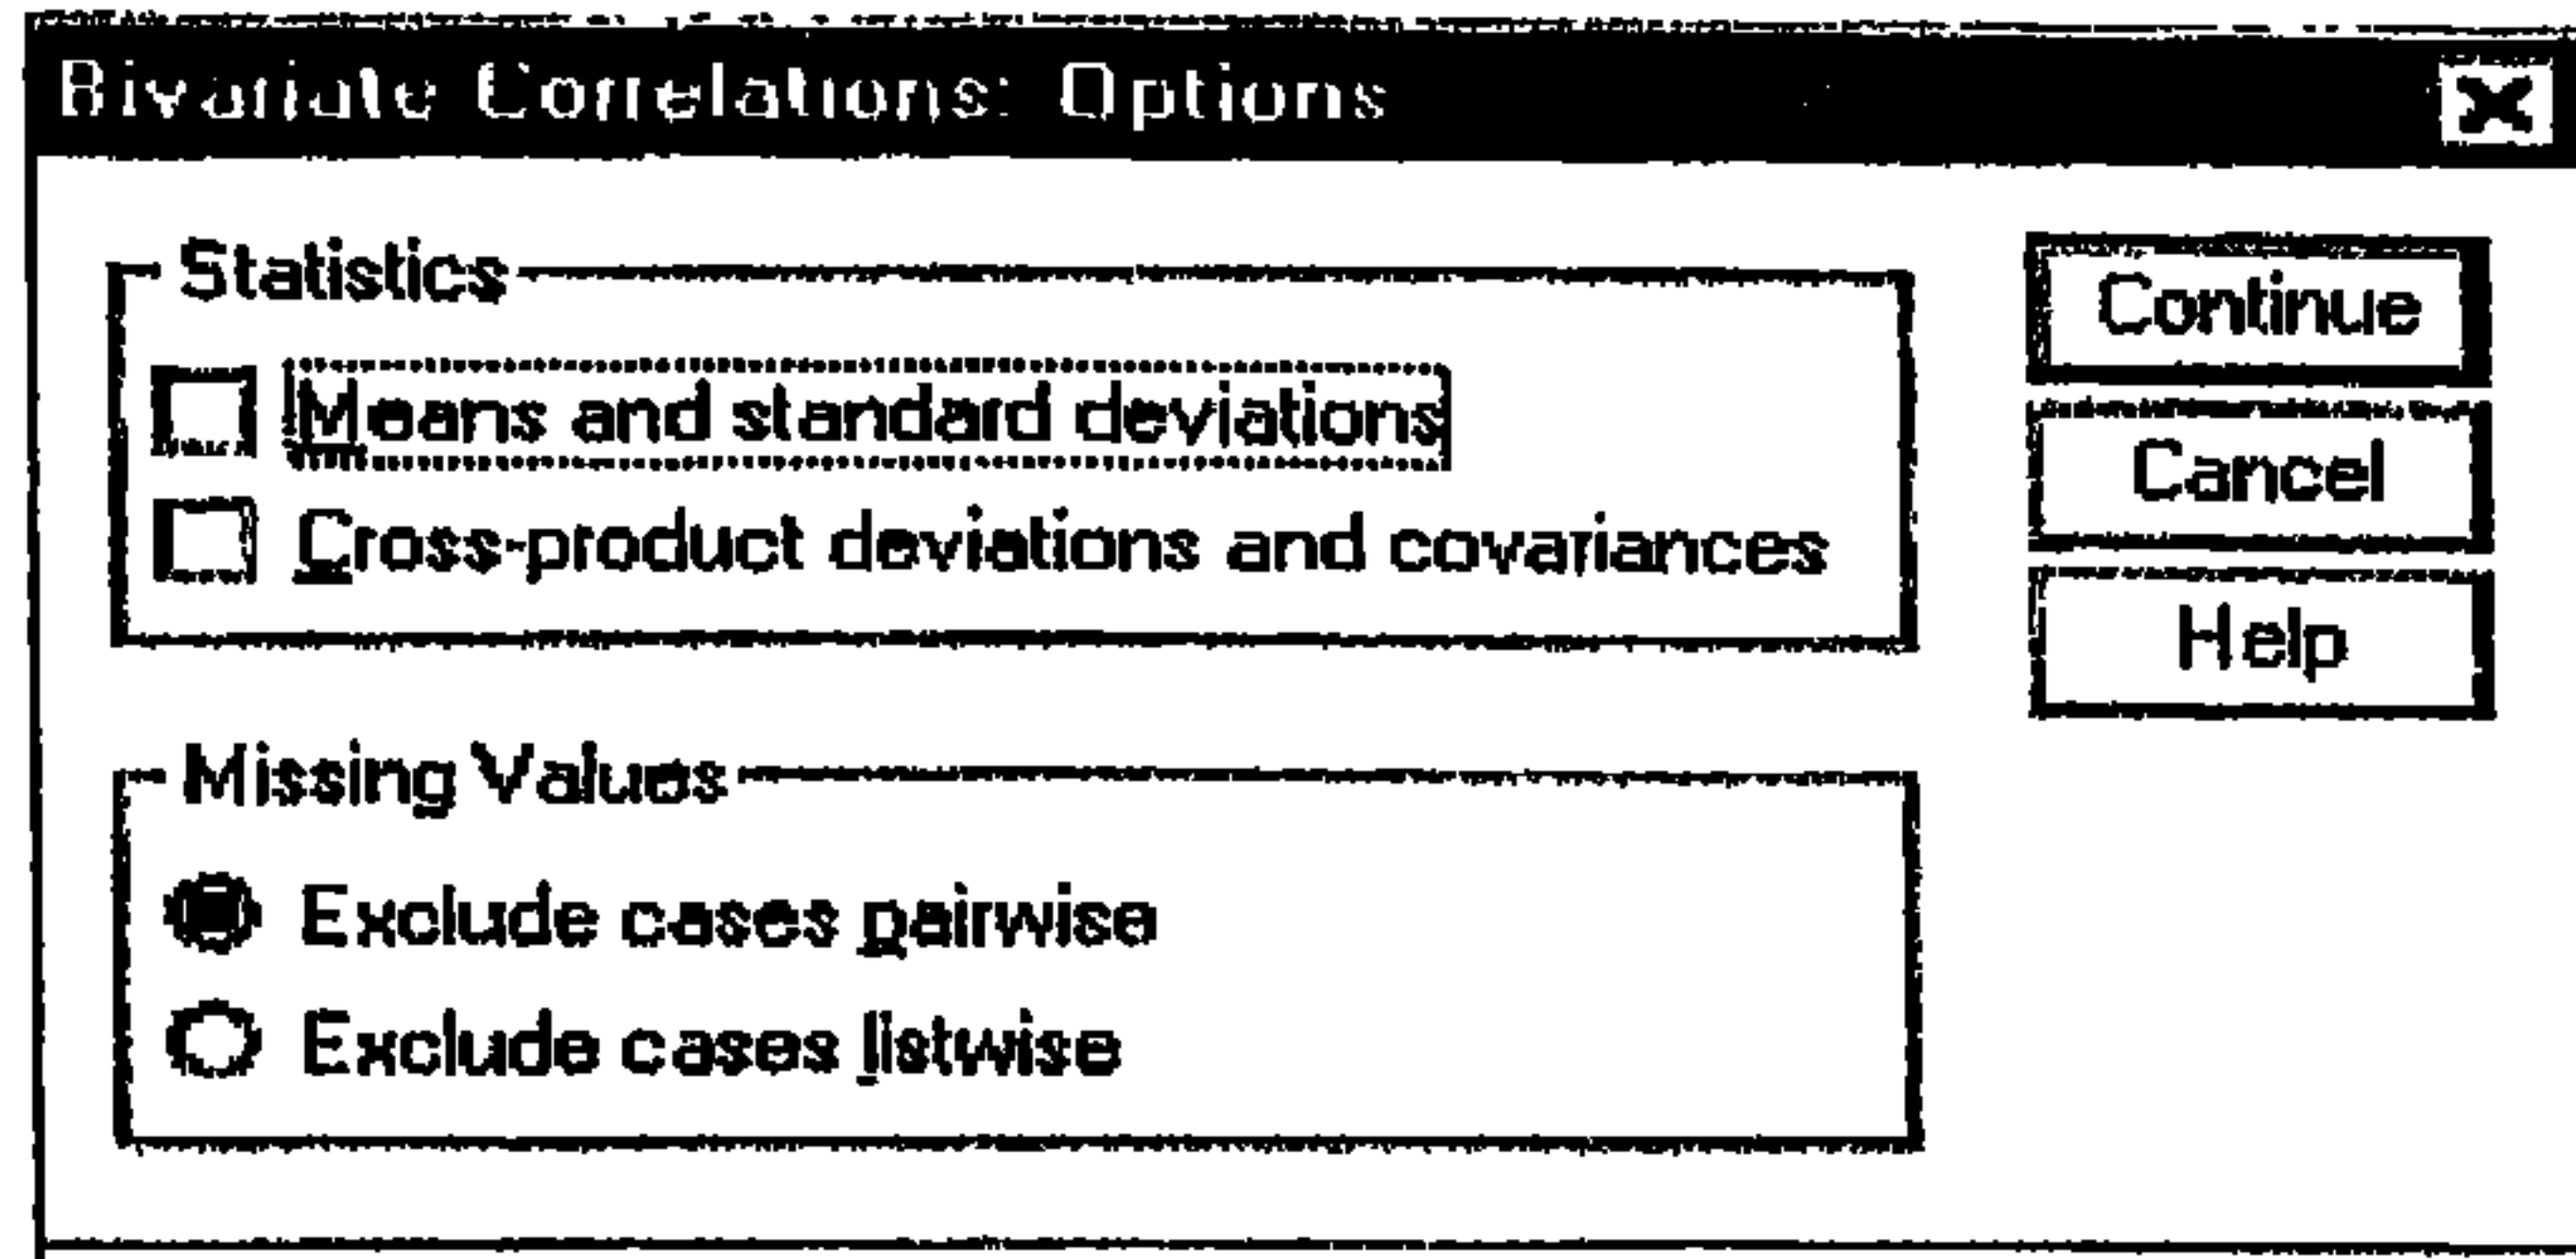 Bivariate Correlations: Options
Statistics
Means and standard deviations
Cross-product deviations and covariances
Missing Values
Exclude cases pairwise
Exclude cases listwise
Continue
Cancel
Help